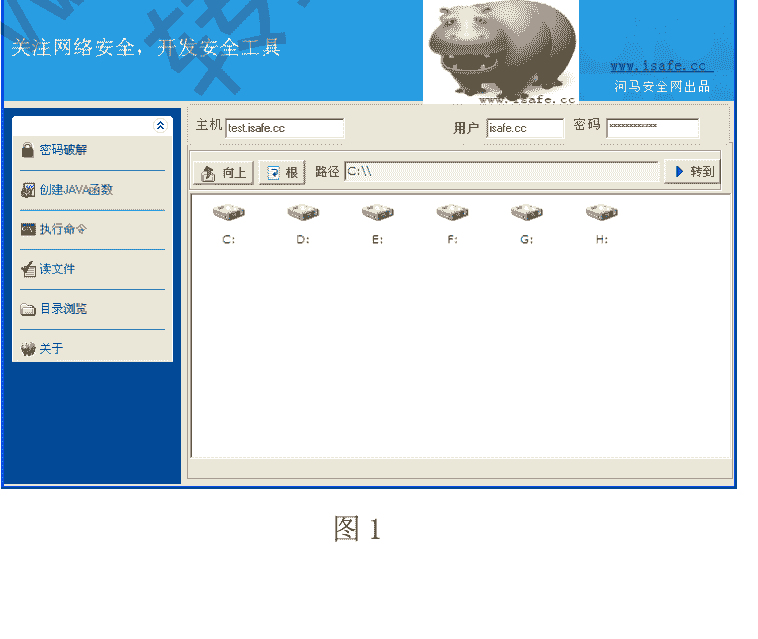 关注网络安全，开发安全工具
www.isafe.cc
河马安全网出品
www.isafe.cc
主机 test.isafe.cc 用户 isafe.cc 密码 ************
密码破解
创建JAVA函数
执行命令
读文件
目录浏览
关于
向上 根 路径 C:\\ 转到
C: D: E: F: G: H:
图 1